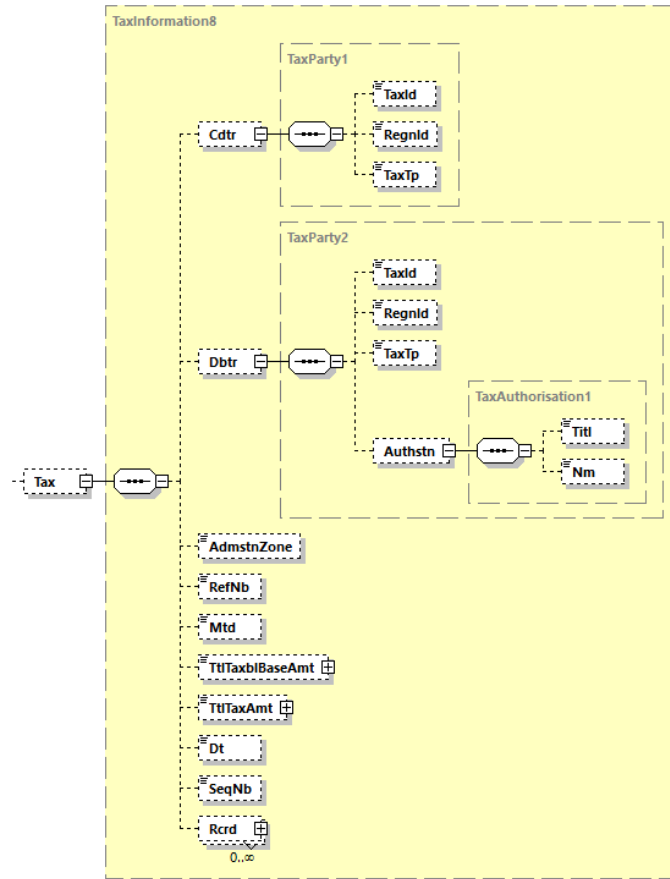 TaxInformation8
TaxParty1
TaxId
Cdtr
RegnId
TaxTp
TaxParty2
TaxId
RegnId
Dbtr
TaxTp
TaxAuthorisation1
Titl
Authstn
Nm
Tax
AdmstnZone
RefNb
Mtd
TtlTaxblBaseAmt
TtlTaxAmt
Dt
SeqNb
Rcrd
0..∞